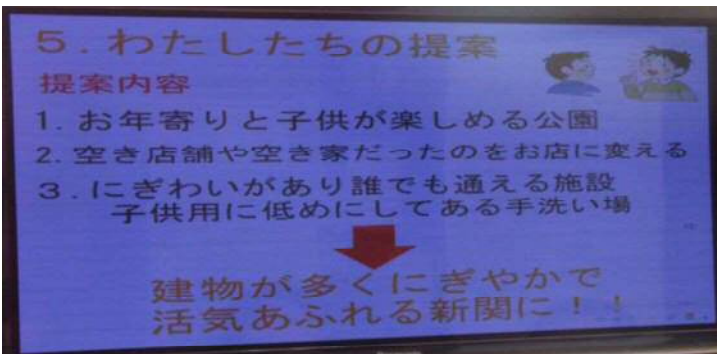 5.わたしたちの提案
提案内容
1.お年寄りと子供が楽しめる公園
2.空き店舗や空き家だったのをお店に変える
3.にぎわいがあり誰でも通える施設
子供用に低めにしてある手洗い場
建物が多くにぎやかで
活気あふれる新関に!!